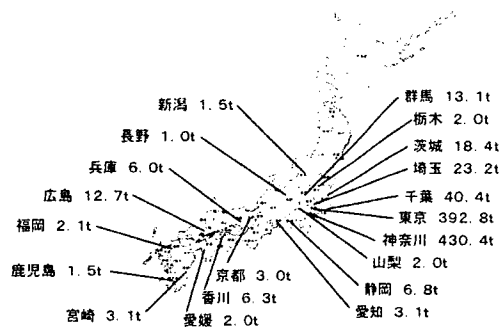 新潟 1.5t
長野 1.0t
兵庫 6.0t
広島 12.7t
福岡 2.1t
鹿児島 1.5t
宮崎 3.1t
愛媛 2.0t
香川 6.3t
京都 3.0t
群馬 13.1t
栃木 2.0t
茨城 18.4t
埼玉 23.2t
千葉 40.4t
東京 392.8t
神奈川 430.4t
山梨 2.0t
静岡 6.8t
愛知 3.1t